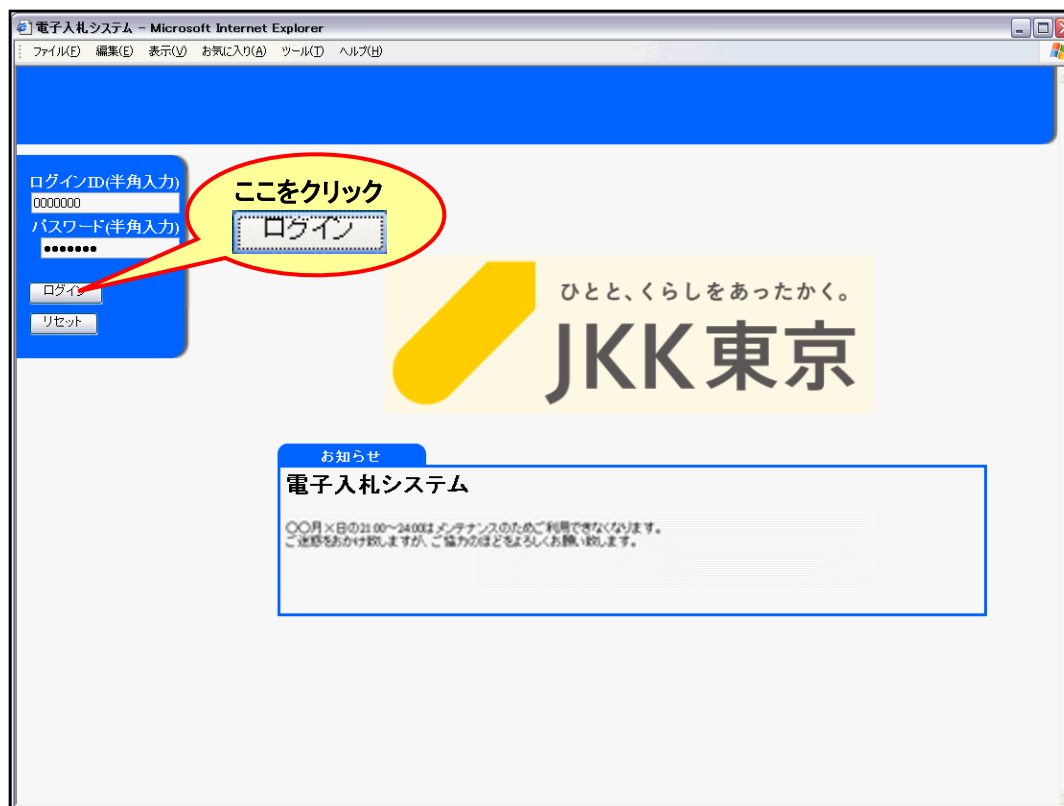 電子入札システム - Microsoft Internet Explorer
ファイル(F) 編集(E) 表示(V) お気に入り(A) ツール(T) ヘルプ(H)
ログインID(半角入力)
0000000
パスワード(半角入力)
●●●●●●●
ログイン
リセット
ここをクリック
ログイン
ひとと、くらしをあったかく。
JKK東京
お知らせ
電子入札システム
〇〇月×日の21:00～24:00はメンテナンスのためご利用できなくなります。
ご迷惑をおかけ致しますが、ご協力のほどをよろしくお願い致します。